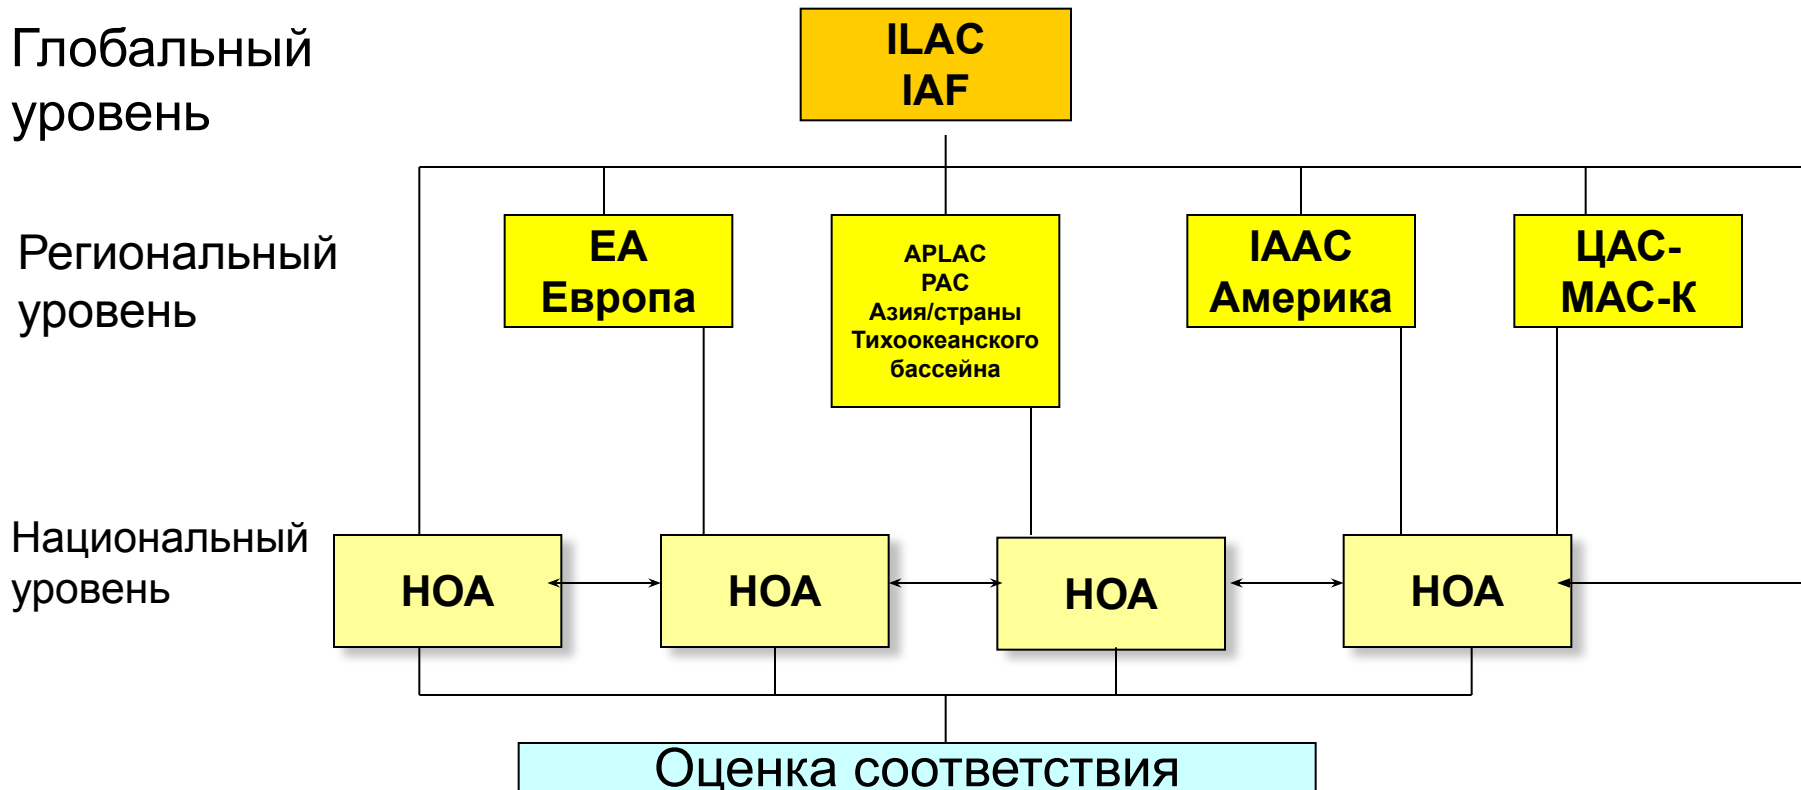 Глобальный
уровень
ILAC
IAF
Региональный
уровень
EA
Европа
APLAC
PAC
Азия/страны
Тихоокеанского
бассейна
IAAC
Америка
ЦАС-
МАС-К
Национальный
уровень
НОА
НОА
НОА
НОА
Оценка соответствия